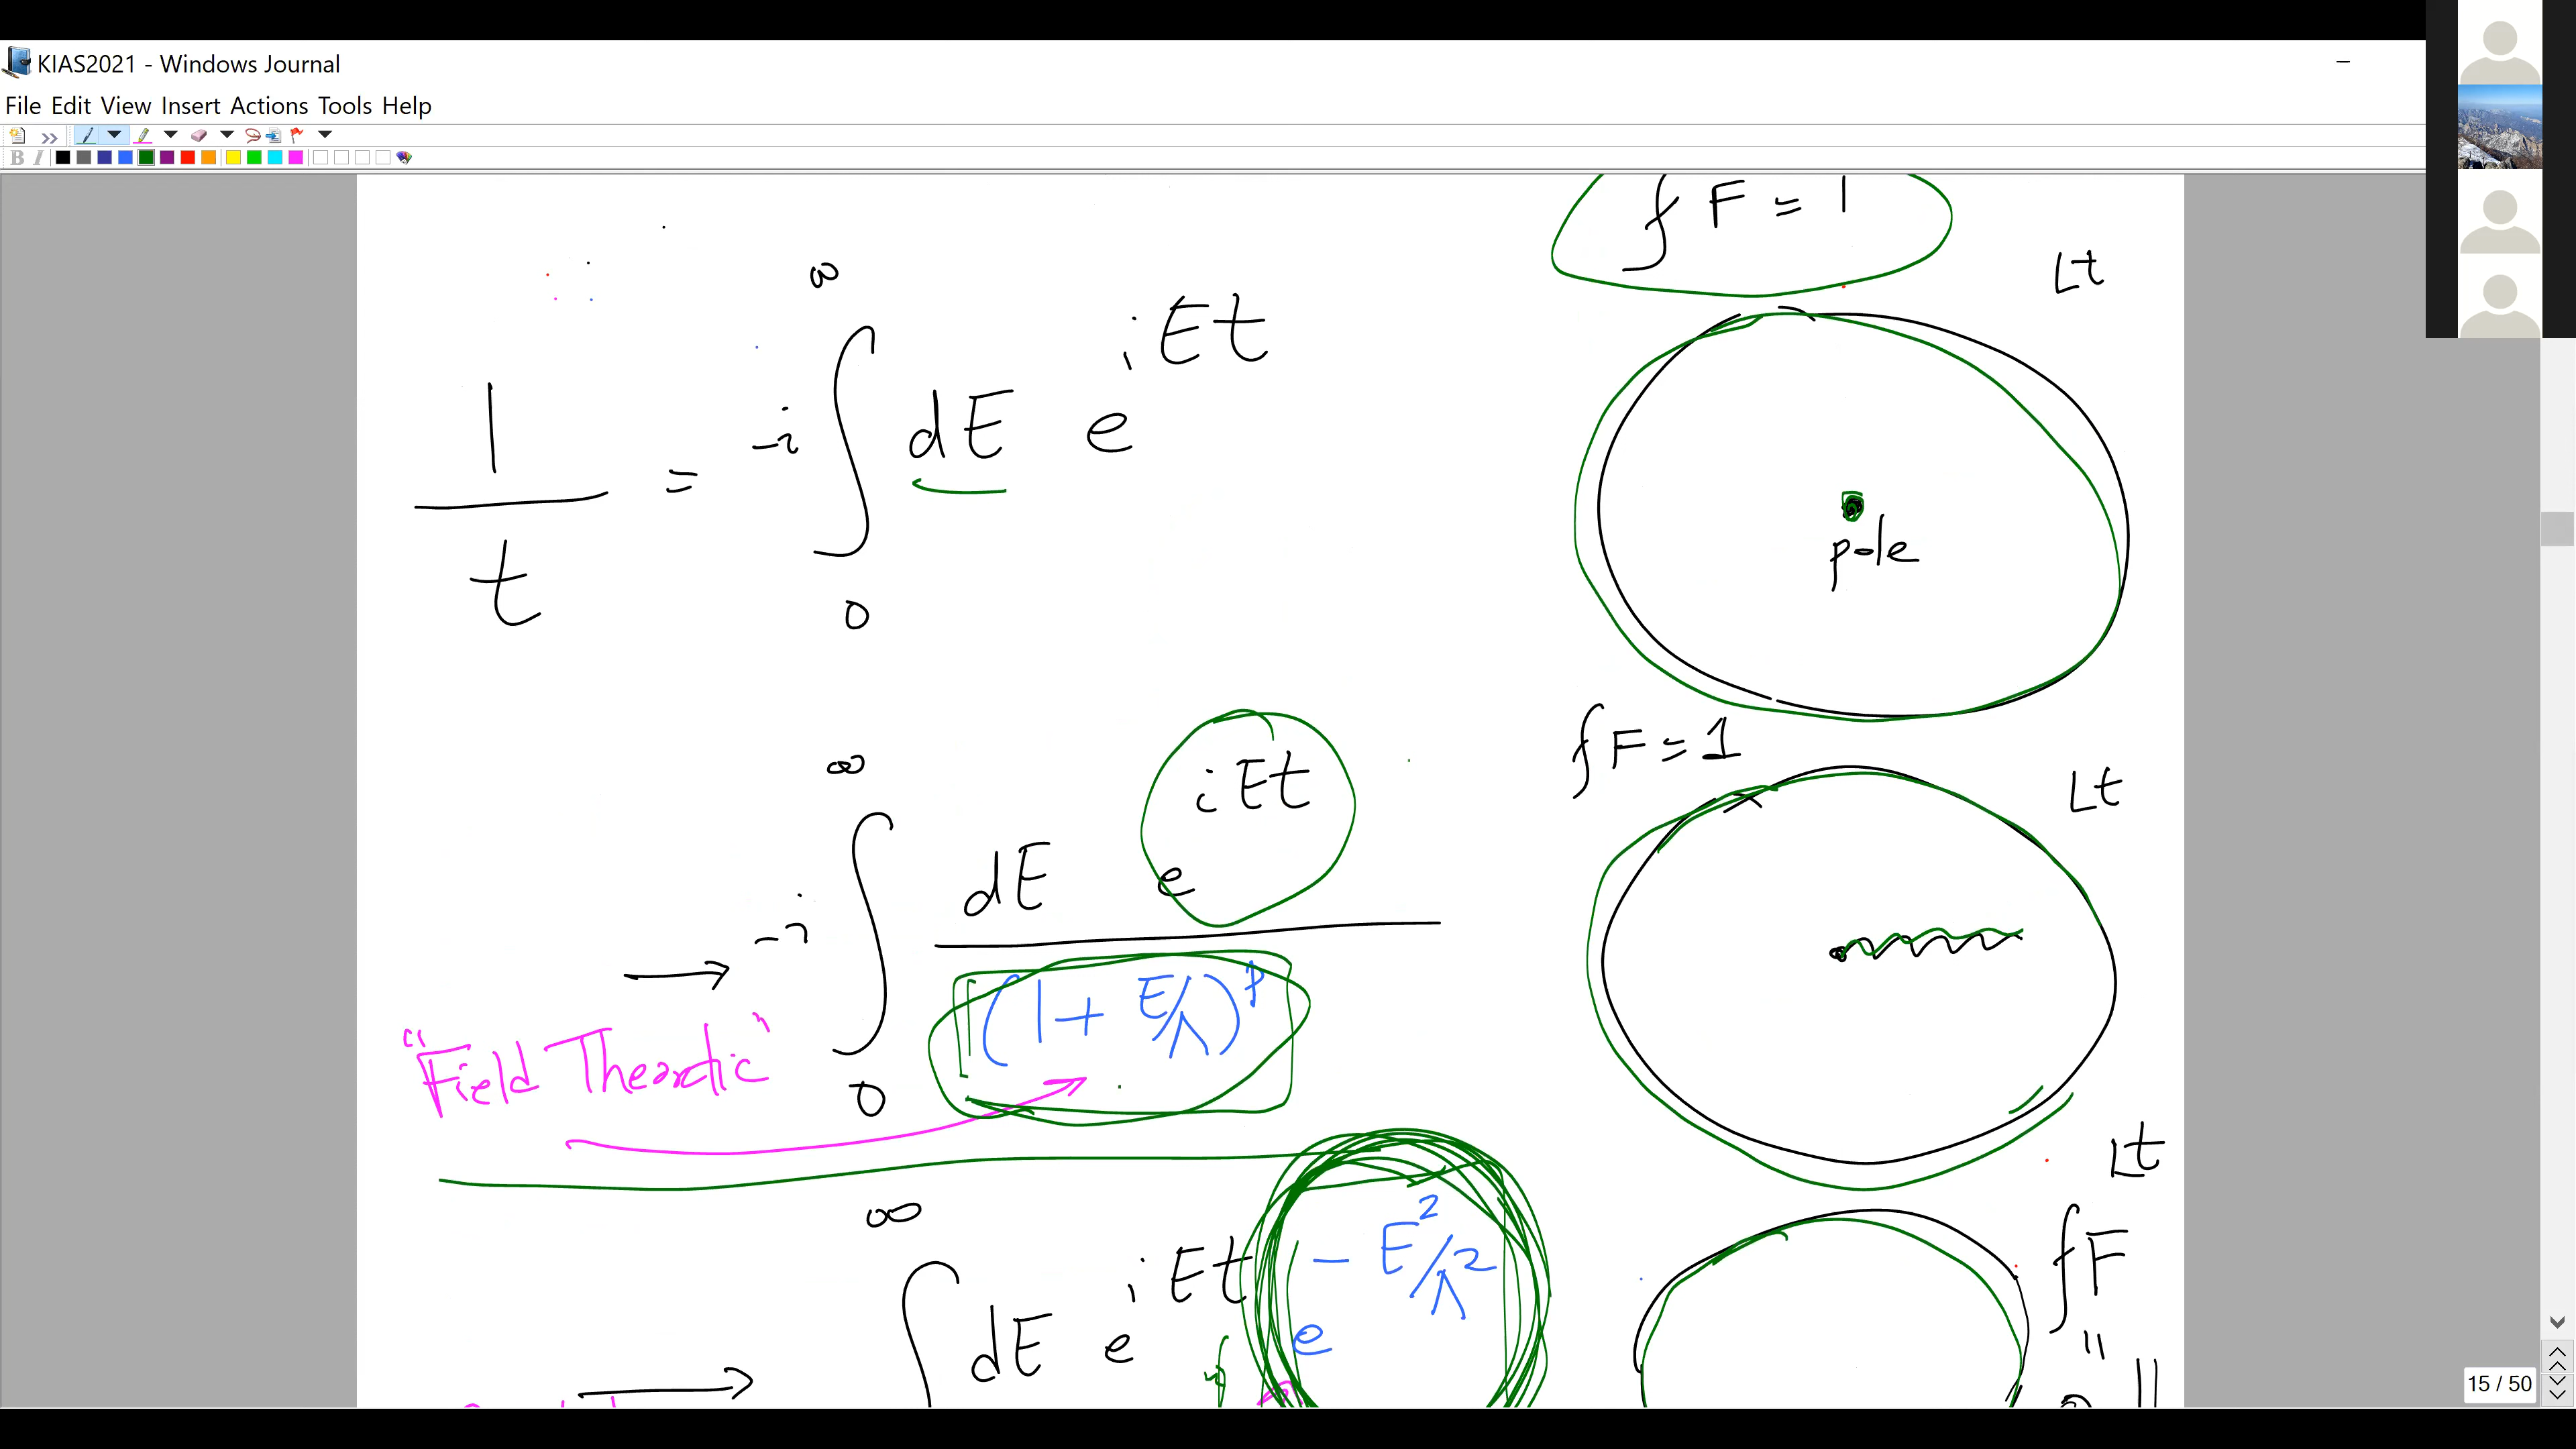 KIAS2021 - Windows Journal
File Edit View Insert Actions Tools Help
B I
∮ F = 1
Lt
1/t = -i ∫₀^∞ dE e^{iEt}
pole
∮ F = 1
Lt
→ -i ∫₀^∞ dE e^{iEt} / (1 + E/Λ)^p
"Field Theoretic"
Lt
→ ∫^∞ dE e^{iEt} e^{-E²/Λ²}
∮ F
=
15 / 50